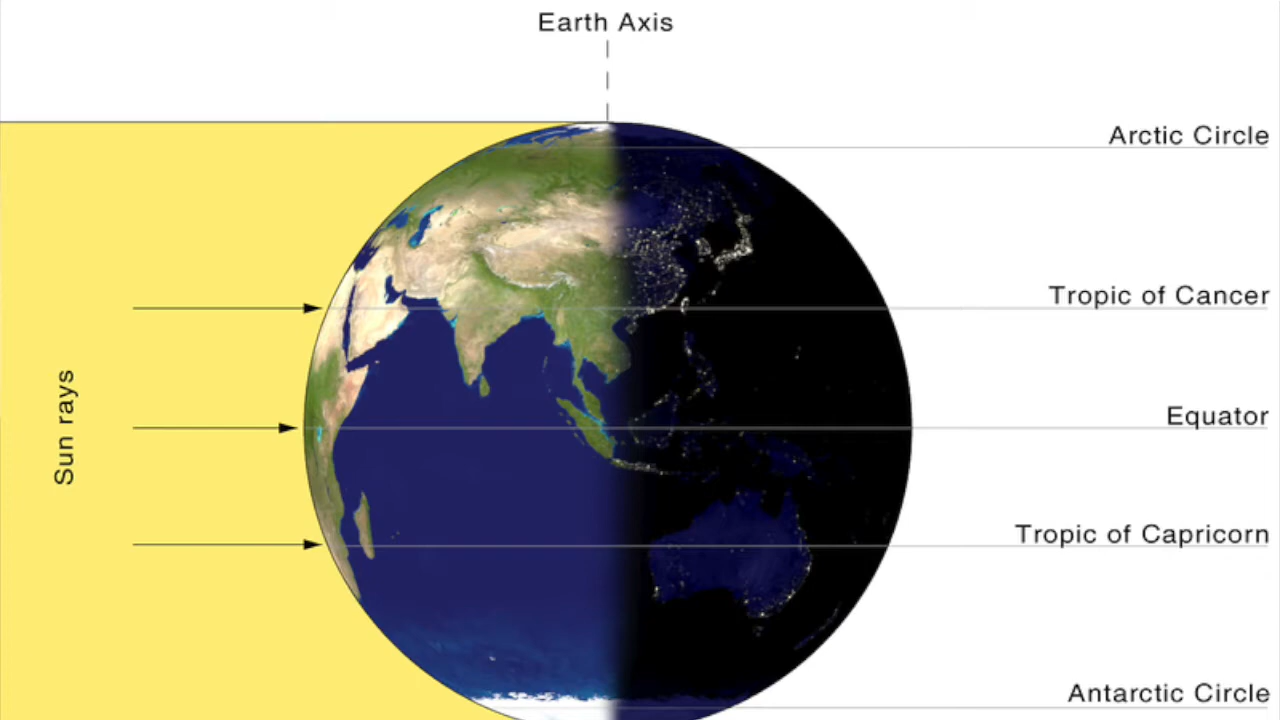 Earth Axis
Arctic Circle
Tropic of Cancer
Sun rays
Equator
Tropic of Capricorn
Antarctic Circle